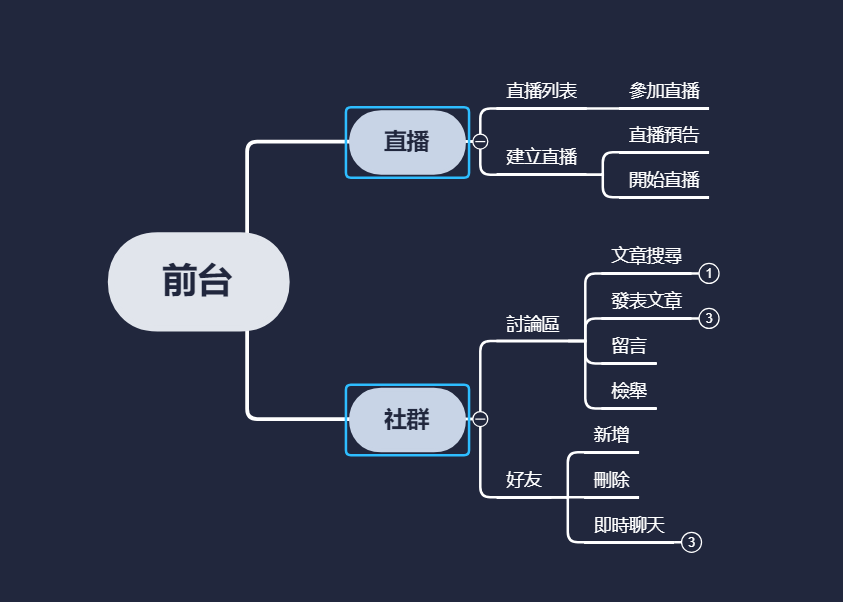 前台
直播
直播列表
參加直播
建立直播
直播預告
開始直播
社群
討論區
文章搜尋
1
發表文章
3
留言
檢舉
好友
新增
刪除
即時聊天
3